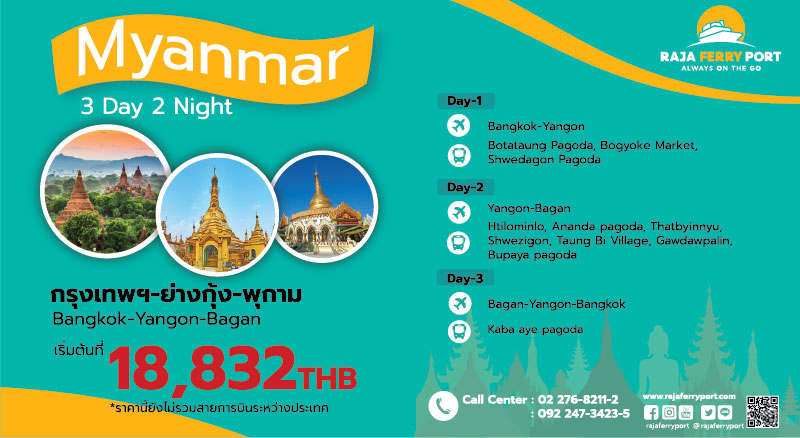 Myanmar
3 Day 2 Night
กรุงเทพฯ-ย่างกุ้ง-พุกาม
Bangkok-Yangon-Bagan
เริ่มต้นที่ 18,832THB
*ราคานี้ยังไม่รวมสายการบินระหว่างประเทศ
RAJA FERRY PORT
ALWAYS ON THE GO
Day-1
Bangkok-Yangon
Botataung Pagoda, Bogyoke Market,
Shwedagon Pagoda
Day-2
Yangon-Bagan
Htilominlo, Ananda pagoda, Thatbyinnyu,
Shwezigon, Taung Bi Village, Gawdawpalin,
Bupaya pagoda
Day-3
Bagan-Yangon-Bangkok
Kaba aye pagoda
Call Center : 02 276-8211-2
: 092 247-3423-5
www.rajaferryport.com
rajaferryport @rajaferryport